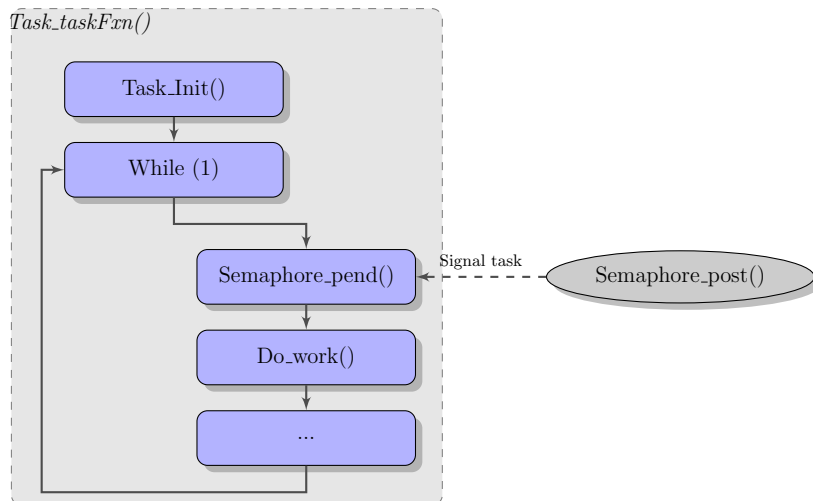 Task_taskFxn()
Task_Init()
While (1)
Semaphore_pend()
Signal task
Semaphore_post()
Do_work()
...